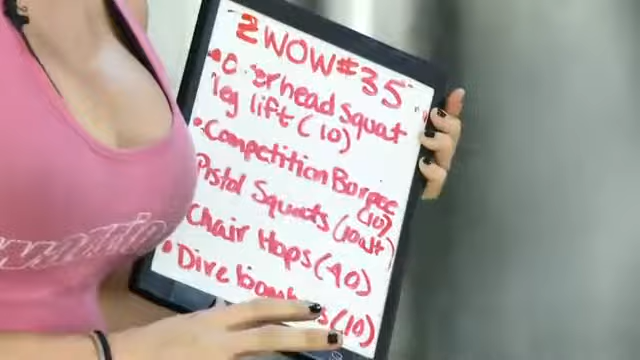 ZWOW #35
• Overhead Squat
leg lift (10)
• Competition Burpee
(10)
Pistol Squats (10 alt)
Chair Hops (40)
• Dive bombers (10)